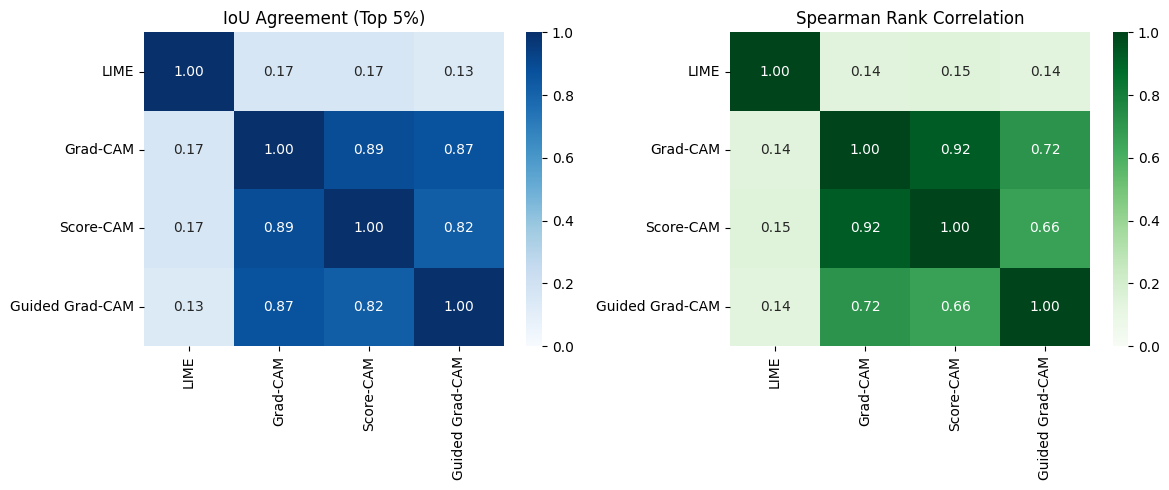 IoU Agreement (Top 5%)
LIME 1.00 0.17 0.17 0.13
Grad-CAM 0.17 1.00 0.89 0.87
Score-CAM 0.17 0.89 1.00 0.82
Guided Grad-CAM 0.13 0.87 0.82 1.00
LIME Grad-CAM Score-CAM Guided Grad-CAM
1.0
0.8
0.6
0.4
0.2
0.0
Spearman Rank Correlation
LIME 1.00 0.14 0.15 0.14
Grad-CAM 0.14 1.00 0.92 0.72
Score-CAM 0.15 0.92 1.00 0.66
Guided Grad-CAM 0.14 0.72 0.66 1.00
LIME Grad-CAM Score-CAM Guided Grad-CAM
1.0
0.8
0.6
0.4
0.2
0.0